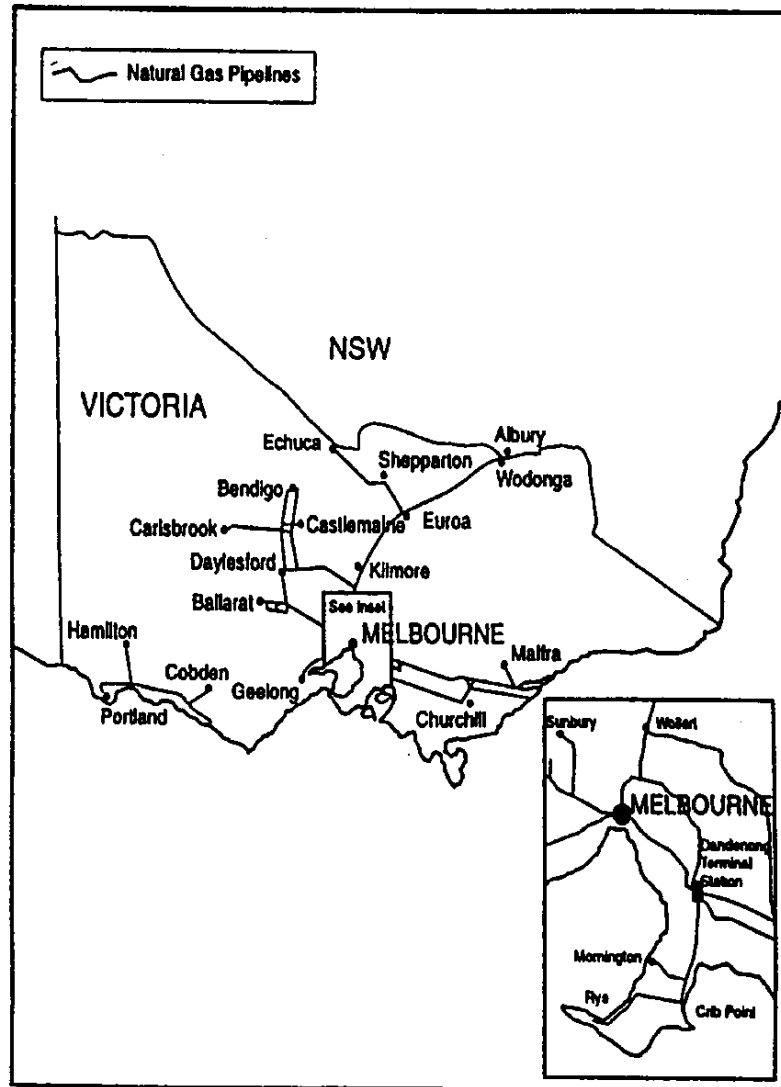 Natural Gas Pipelines
NSW
VICTORIA
Echuca
Albury
Shepparton
Wodonga
Bendigo
Carlsbrook
Castlemaine
Euroa
Daylesford
Kilmore
Ballarat
See Inset
Hamilton
MELBOURNE
Maffra
Cobden
Geelong
Portland
Churchill
Sunbury
Wollert
MELBOURNE
Dandenong
Terminal
Station
Mornington
Rye
Crib Point